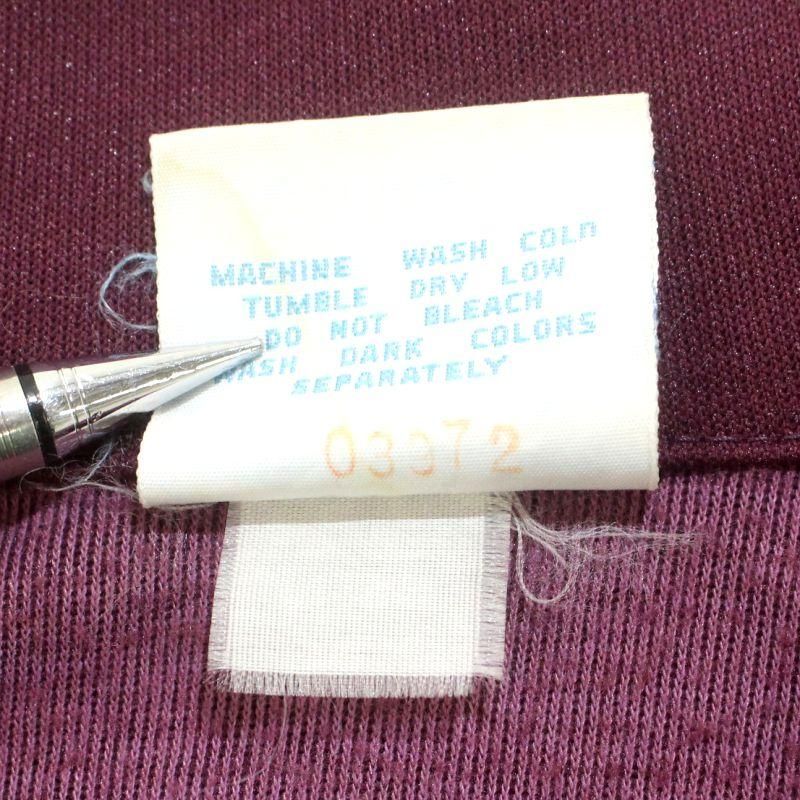 MACHINE WASH COLD
TUMBLE DRY LOW
DO NOT BLEACH
WASH DARK COLORS
SEPARATELY
03372